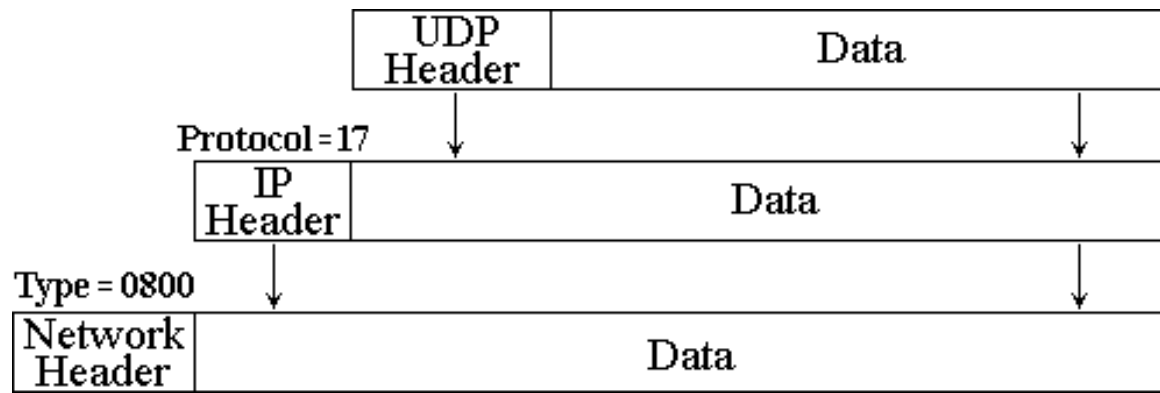 UDP
Header
Data
Protocol = 17
IP
Header
Data
Type = 0800
Network
Header
Data